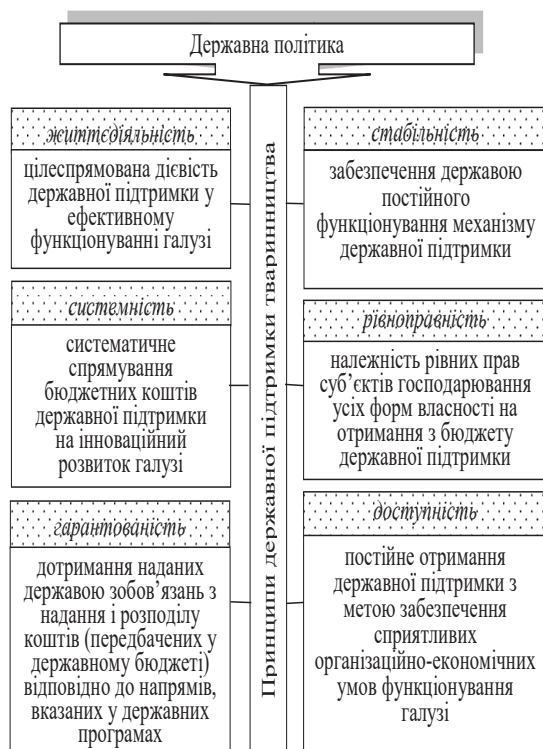 Державна політика
Принципи державної підтримки тваринництва
життєдіяльність
цілеспрямована дієвість
державної підтримки у
ефективному
функціонуванні галузі
стабільність
забезпечення державою
постійного
функціонування механізму
державної підтримки
системність
систематичне
спрямування
бюджетних коштів
державної підтримки
на інноваційний
розвиток галузі
рівноправність
належність рівних прав
суб’єктів господарювання
усіх форм власності на
отримання з бюджету
державної підтримки
гарантованість
дотримання наданих
державою зобов’язань з
надання і розподілу
коштів (передбачених у
державному бюджеті)
відповідно до напрямів,
вказаних у державних
програмах
доступність
постійне отримання
державної підтримки з
метою забезпечення
сприятливих
організаційно-економічних
умов функціонування
галузі